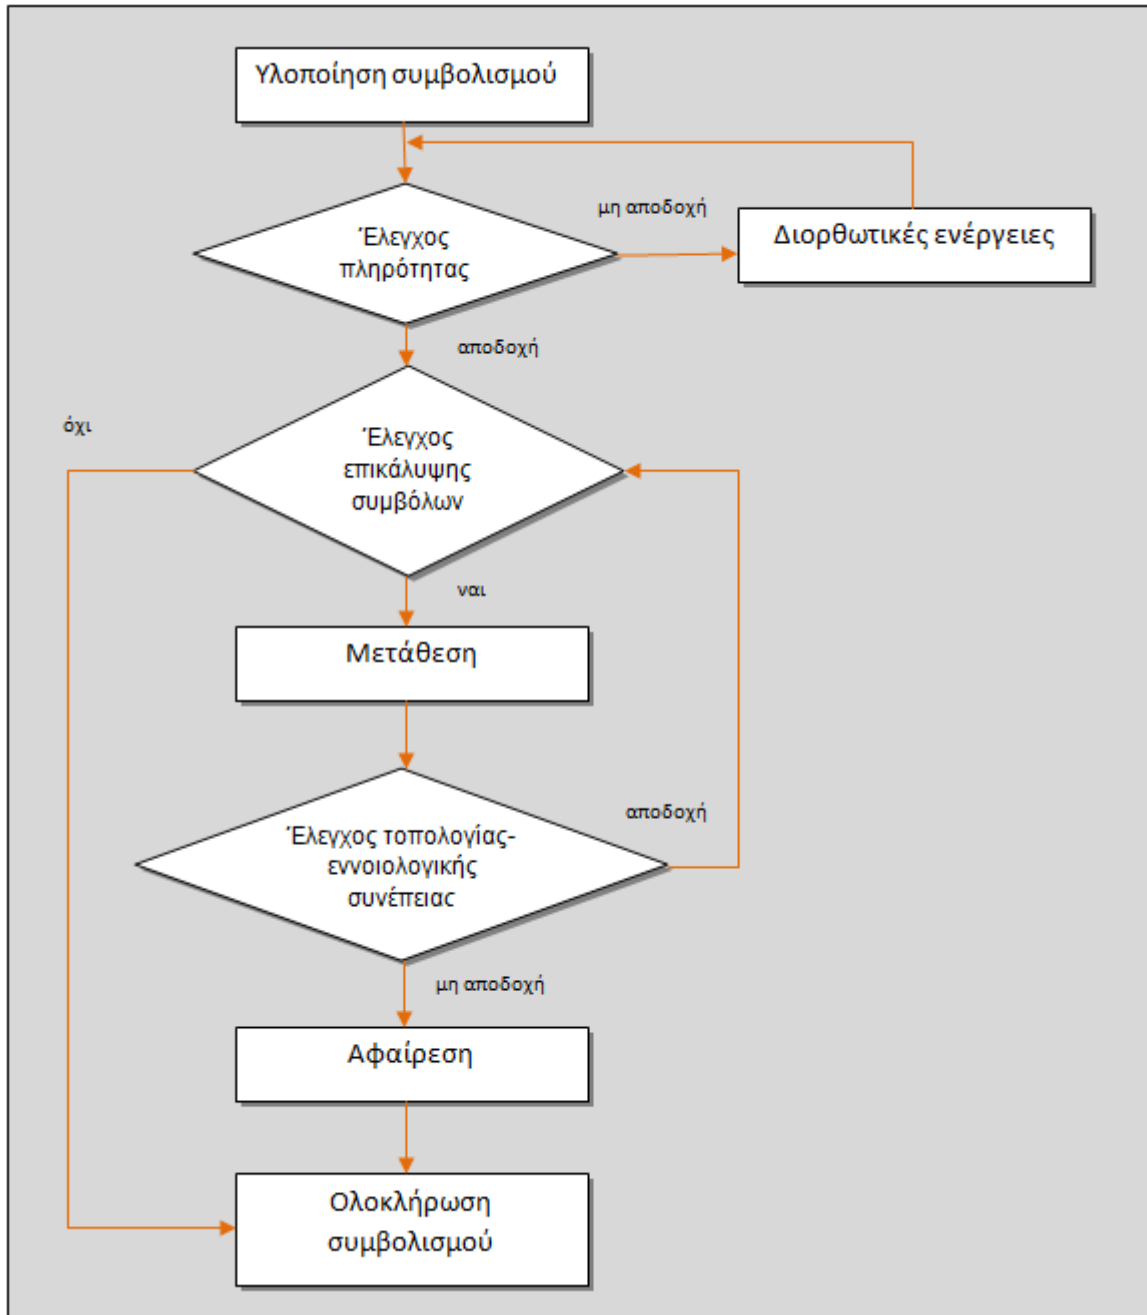 Υλοποίηση συμβολισμού
μη αποδοχή
Διορθωτικές ενέργειες
Έλεγχος
πληρότητας
αποδοχή
όχι
Έλεγχος
επικάλυψης
συμβόλων
ναι
Μετάθεση
αποδοχή
Έλεγχος τοπολογίας-
εννοιολογικής
συνέπειας
μη αποδοχή
Αφαίρεση
Ολοκλήρωση
συμβολισμού